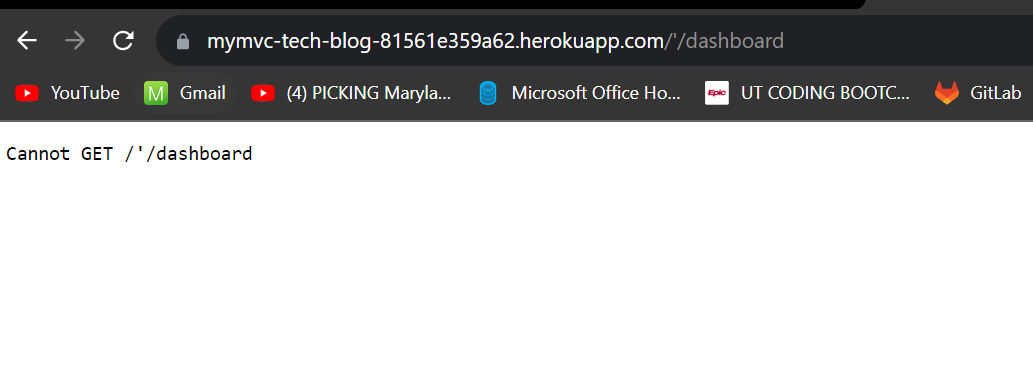 mymvc-tech-blog-81561e359a62.herokuapp.com/'/dashboard
YouTube M Gmail (4) PICKING Maryla... Microsoft Office Ho... Epic UT CODING BOOTC... GitLab
Cannot GET /'/dashboard